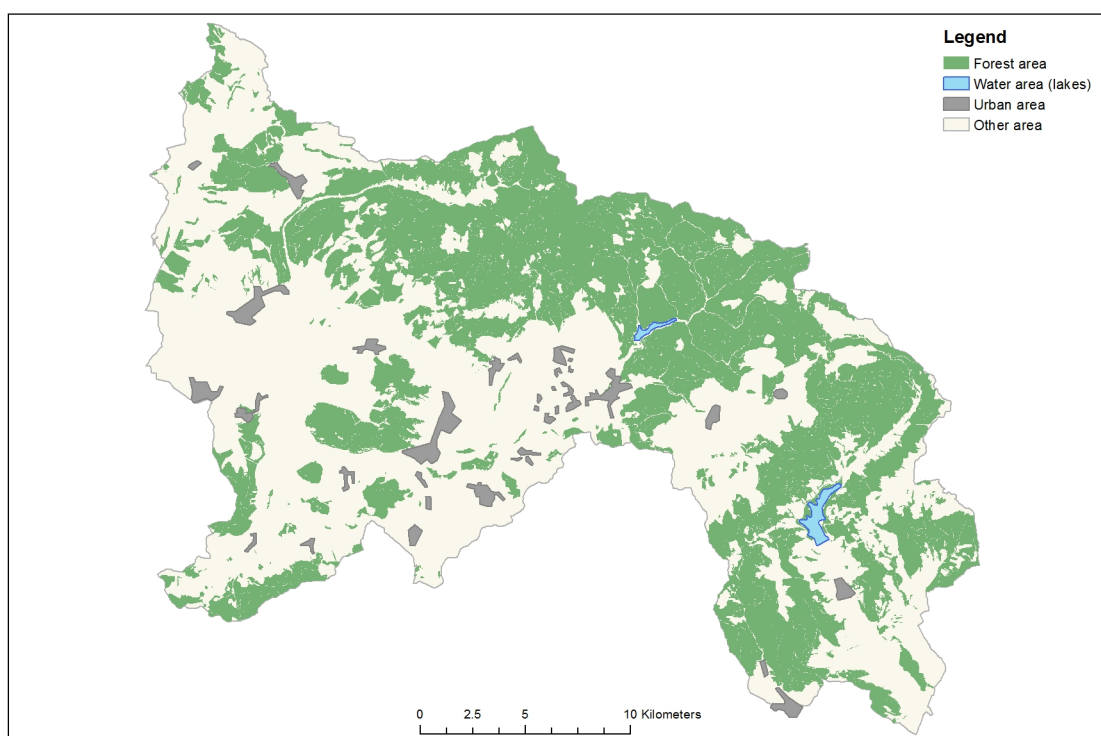 Legend
Forest area
Water area (lakes)
Urban area
Other area
0 2.5 5 10 Kilometers